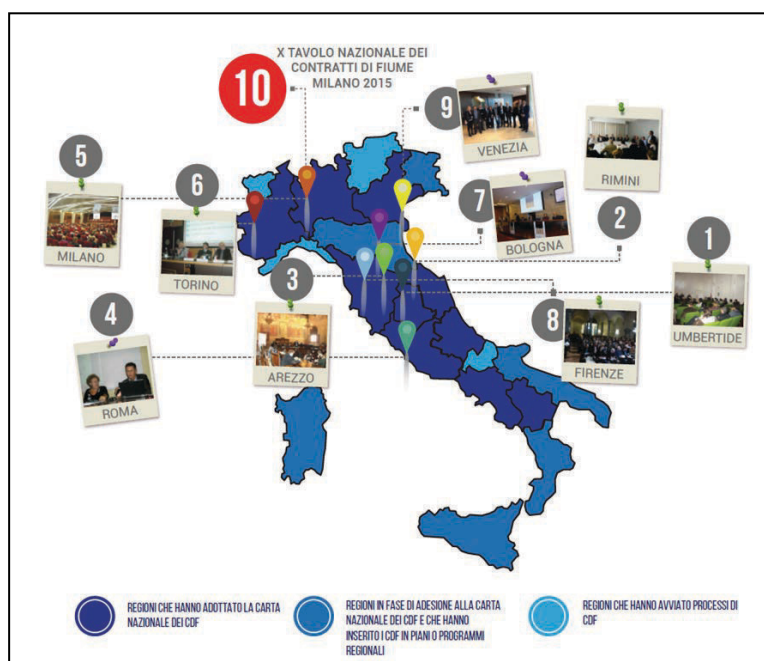 X TAVOLO NAZIONALE DEI
CONTRATTI DI FIUME
MILANO 2015
10
9
VENEZIA
RIMINI
5
MILANO
6
TORINO
7
BOLOGNA
2
1
UMBERTIDE
3
AREZZO
4
ROMA
8
FIRENZE
REGIONI CHE HANNO ADOTTATO LA CARTA
NAZIONALE DEI CDF
REGIONI IN FASE DI ADESIONE ALLA CARTA
NAZIONALE DEI CDF E CHE HANNO
INSERITO I CDF IN PIANI O PROGRAMMI
REGIONALI
REGIONI CHE HANNO AVVIATO PROCESSI DI
CDF